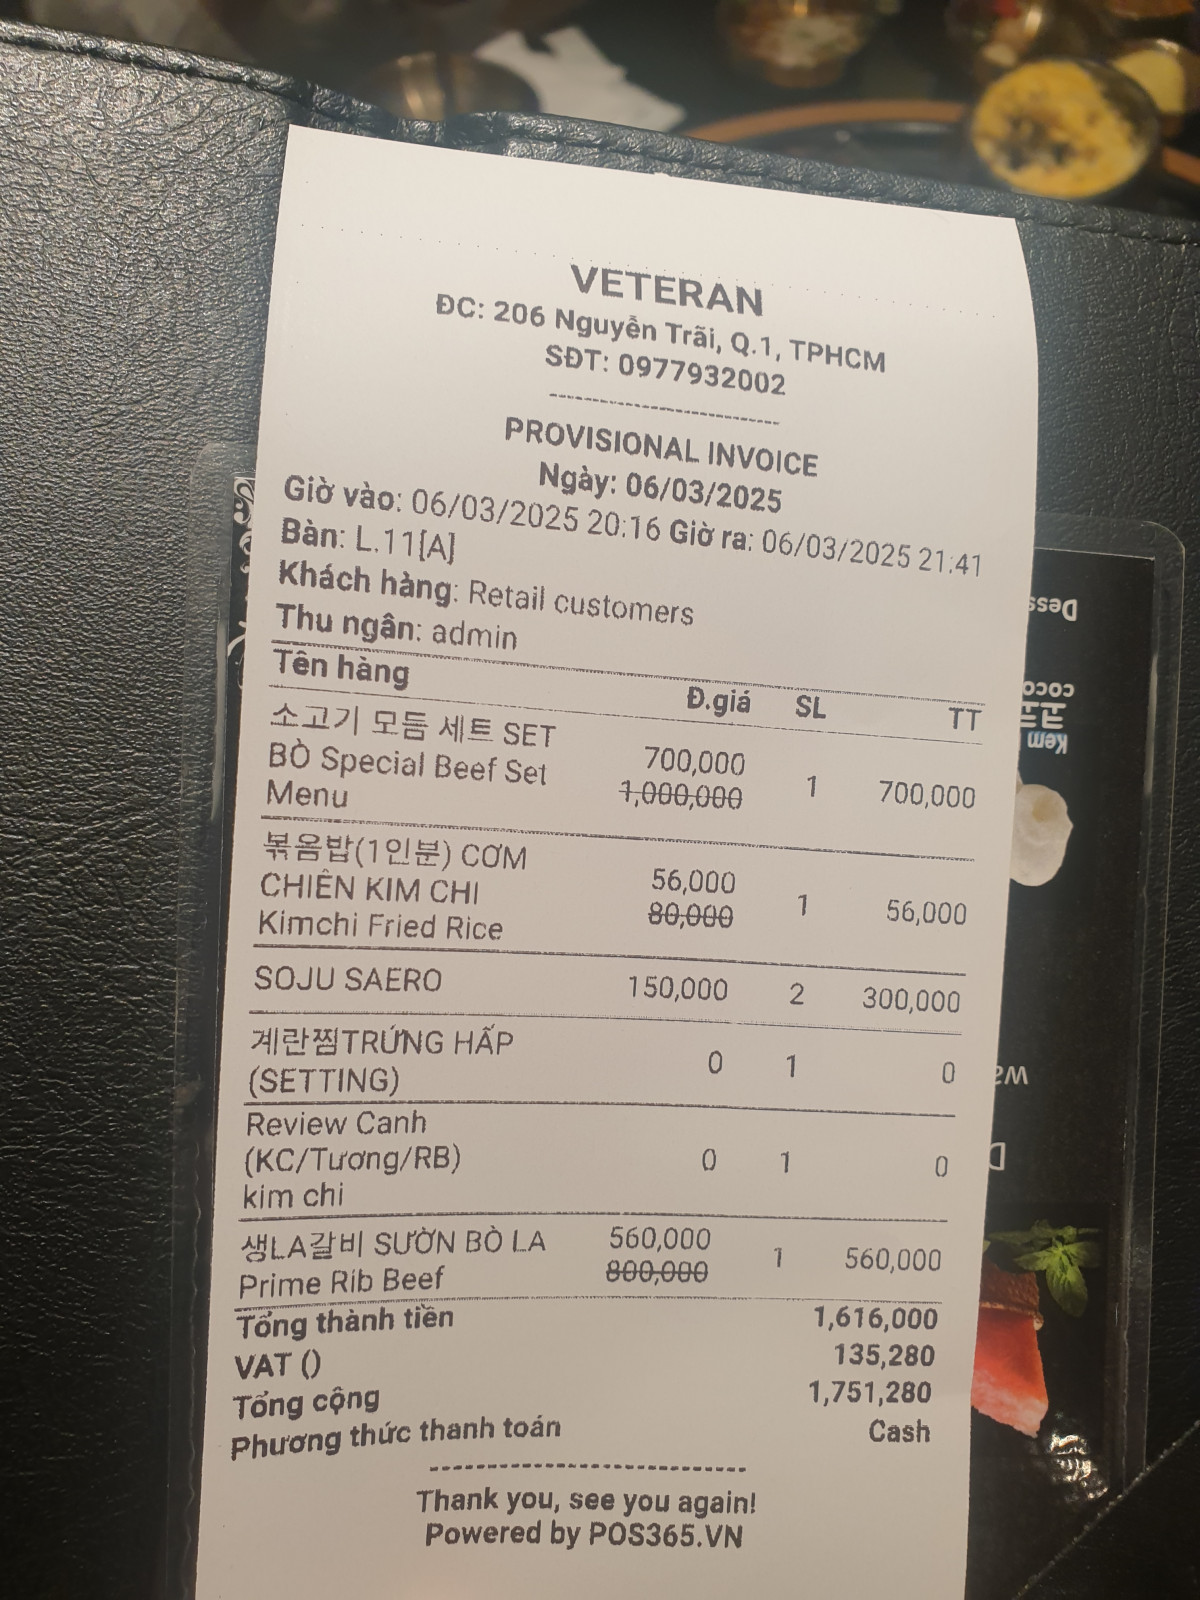 VETERAN
ĐC: 206 Nguyễn Trãi, Q.1, TPHCM
SĐT: 0977932002
PROVISIONAL INVOICE
Ngày: 06/03/2025
Giờ vào: 06/03/2025 20:16 Giờ ra: 06/03/2025 21:41
Bàn: L.11[A]
Khách hàng: Retail customers
Thu ngân: admin
Tên hàng Đ.giá SL TT
소고기 모듬 세트 SET
BÒ Special Beef Set
Menu
700,000
1,000,000
1 700,000
볶음밥(1인분) CƠM
CHIÊN KIM CHI
Kimchi Fried Rice
56,000
80,000
1 56,000
SOJU SAERO 150,000 2 300,000
계란찜TRỨNG HẤP
(SETTING)
0 1 0
Review Canh
(KC/Tương/RB)
kim chi
0 1 0
생LA갈비 SƯỜN BÒ LA
Prime Rib Beef
560,000
800,000
1 560,000
Tổng thành tiền 1,616,000
VAT () 135,280
Tổng cộng 1,751,280
Phương thức thanh toán Cash
Thank you, see you again!
Powered by POS365.VN
Dess
coco
Kem